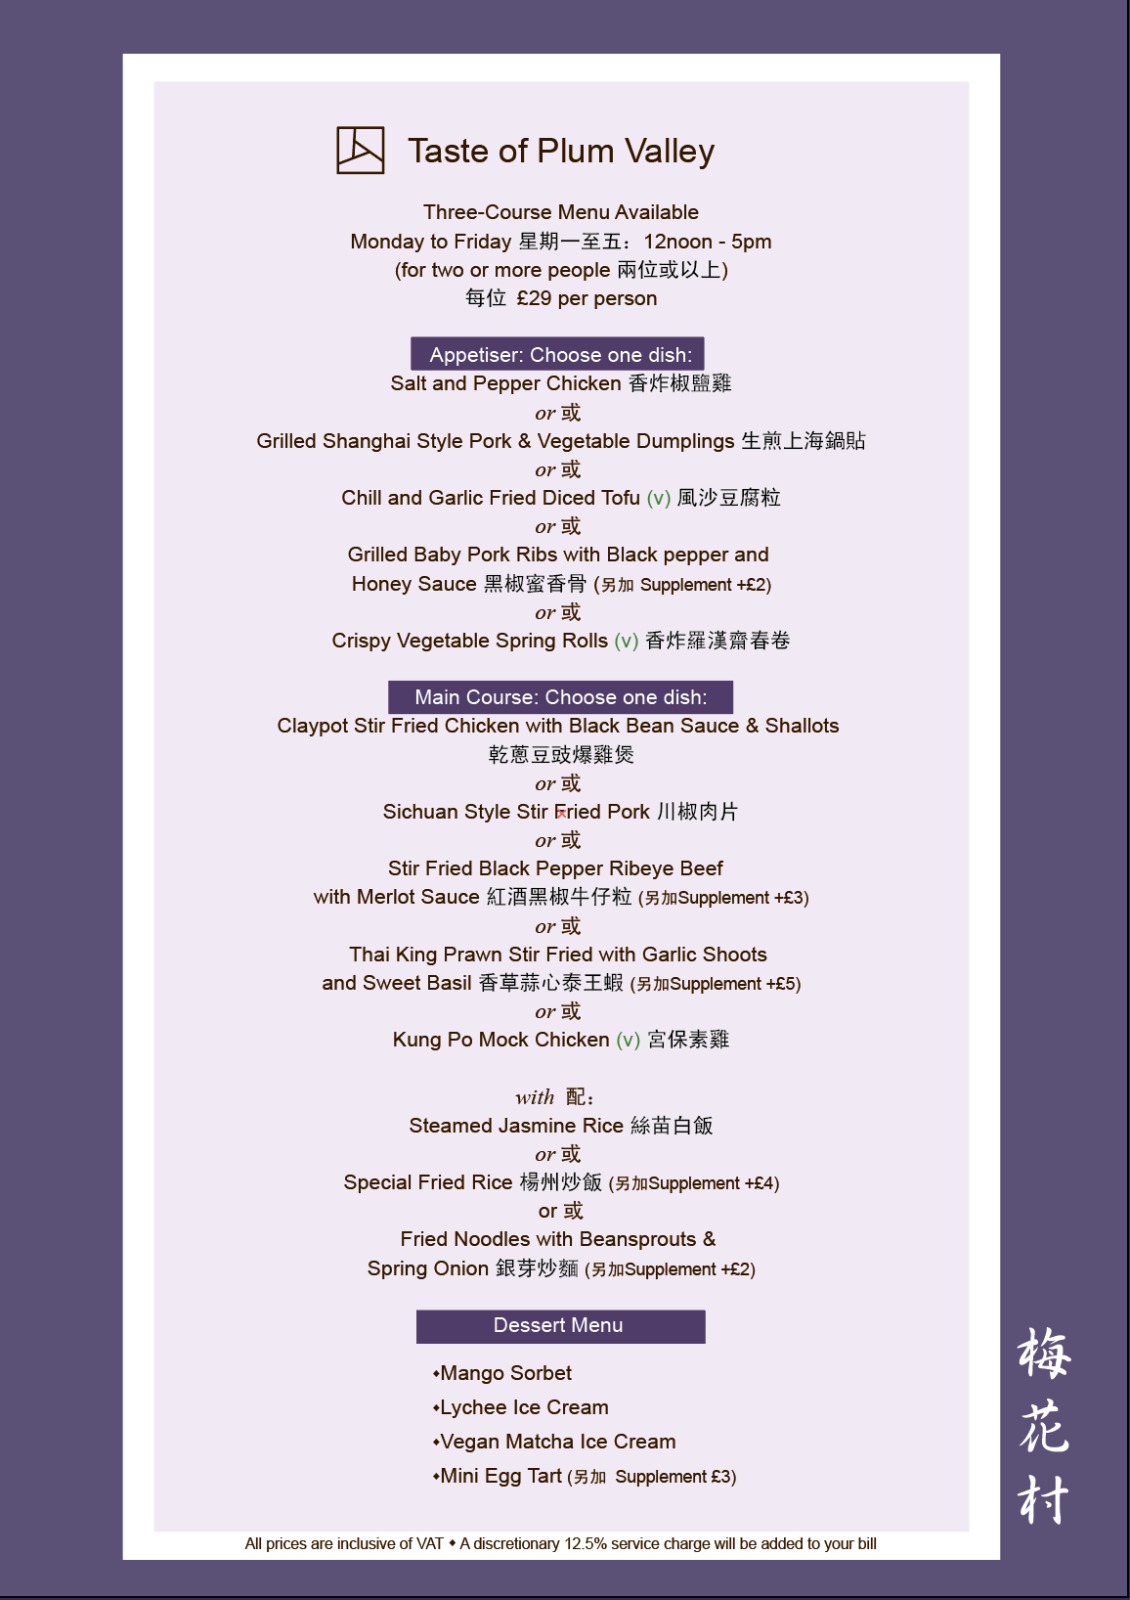 Taste of Plum Valley
Three-Course Menu Available
Monday to Friday 星期一至五：12noon - 5pm
(for two or more people 兩位或以上)
每位 £29 per person
Appetiser: Choose one dish:
Salt and Pepper Chicken 香炸椒鹽雞
or 或
Grilled Shanghai Style Pork & Vegetable Dumplings 生煎上海鍋貼
or 或
Chill and Garlic Fried Diced Tofu (v) 風沙豆腐粒
or 或
Grilled Baby Pork Ribs with Black pepper and
Honey Sauce 黑椒蜜香骨 (另加 Supplement +£2)
or 或
Crispy Vegetable Spring Rolls (v) 香炸羅漢齋春卷
Main Course: Choose one dish:
Claypot Stir Fried Chicken with Black Bean Sauce & Shallots
乾蔥豆豉爆雞煲
or 或
Sichuan Style Stir Fried Pork 川椒肉片
or 或
Stir Fried Black Pepper Ribeye Beef
with Merlot Sauce 紅酒黑椒牛仔粒 (另加Supplement +£3)
or 或
Thai King Prawn Stir Fried with Garlic Shoots
and Sweet Basil 香草蒜心泰王蝦 (另加Supplement +£5)
or 或
Kung Po Mock Chicken (v) 宮保素雞
with 配：
Steamed Jasmine Rice 絲苗白飯
or 或
Special Fried Rice 楊州炒飯 (另加Supplement +£4)
or 或
Fried Noodles with Beansprouts &
Spring Onion 銀芽炒麵 (另加Supplement +£2)
Dessert Menu
•Mango Sorbet
•Lychee Ice Cream
•Vegan Matcha Ice Cream
•Mini Egg Tart (另加 Supplement £3)
All prices are inclusive of VAT • A discretionary 12.5% service charge will be added to your bill
梅花村